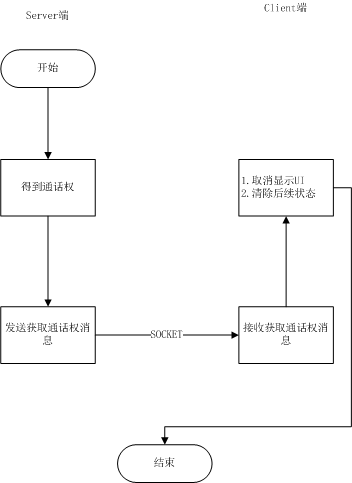 Server端
Client端
开始
得到通话权
1.取消显示UI
2.清除后续状态
发送获取通话权消
息
SOCKET
接收获取通话权消
息
结束